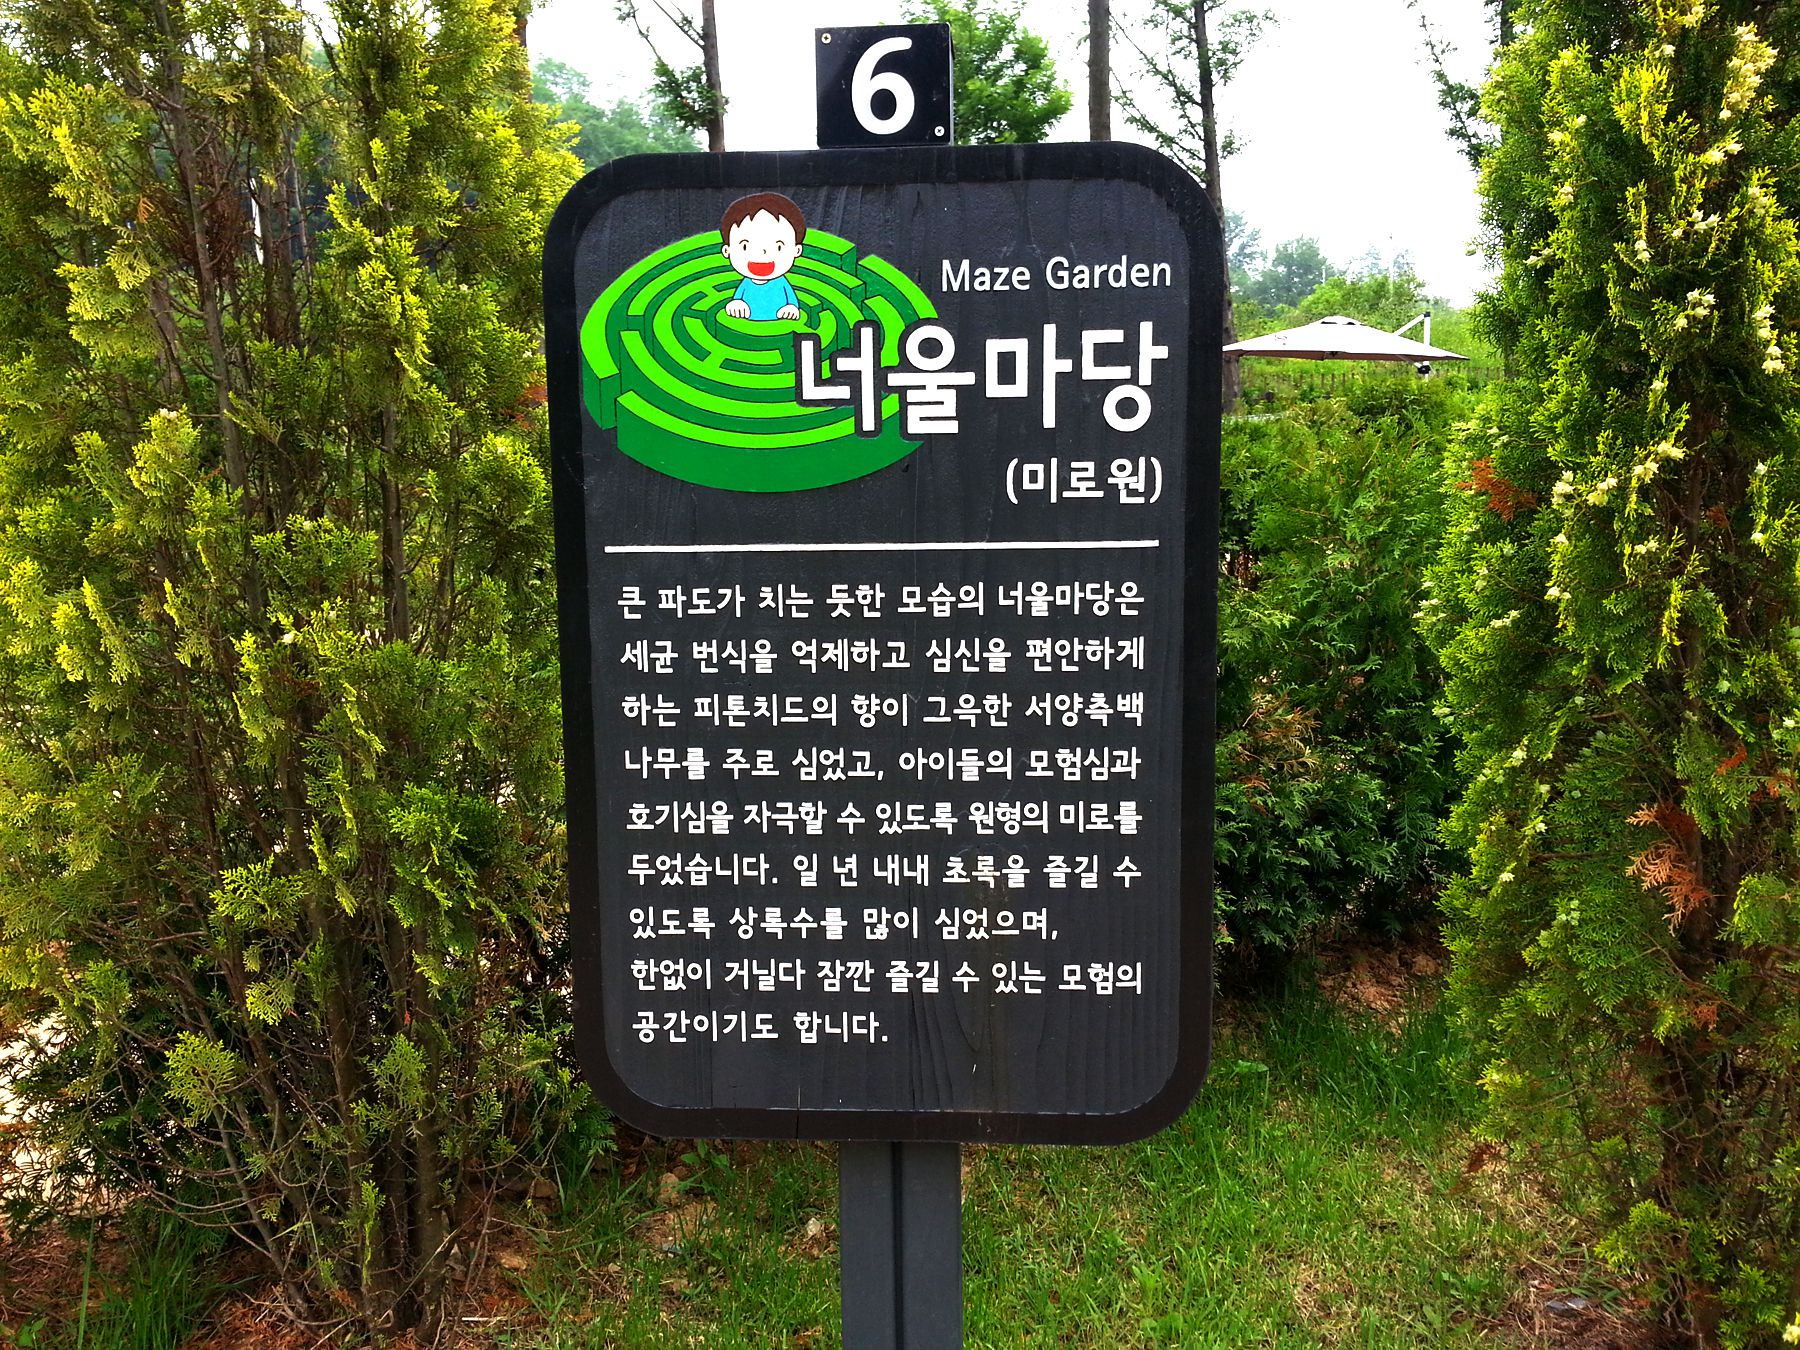 6
Maze Garden
너울마당
(미로원)
큰 파도가 치는 듯한 모습의 너울마당은
세균 번식을 억제하고 심신을 편안하게
하는 피톤치드의 향이 그윽한 서양측백
나무를 주로 심었고, 아이들의 모험심과
호기심을 자극할 수 있도록 원형의 미로를
두었습니다. 일 년 내내 초록을 즐길 수
있도록 상록수를 많이 심었으며,
한없이 거닐다 잠깐 즐길 수 있는 모험의
공간이기도 합니다.